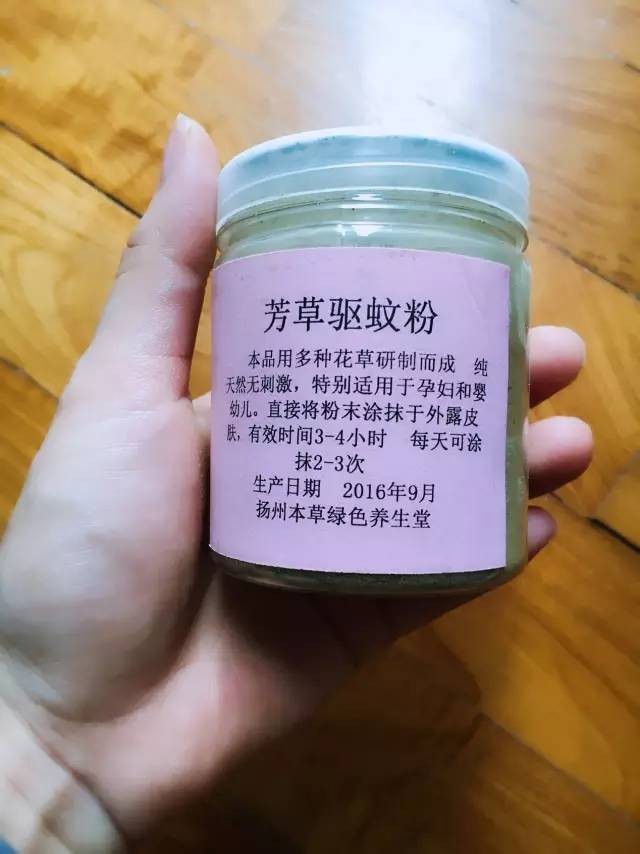 芳草驱蚊粉
本品用多种花草研制而成 纯
天然无刺激，特别适用于孕妇和婴
幼儿。直接将粉末涂抹于外露皮
肤，有效时间3-4小时 每天可涂
抹2-3次
生产日期 2016年9月
扬州本草绿色养生堂